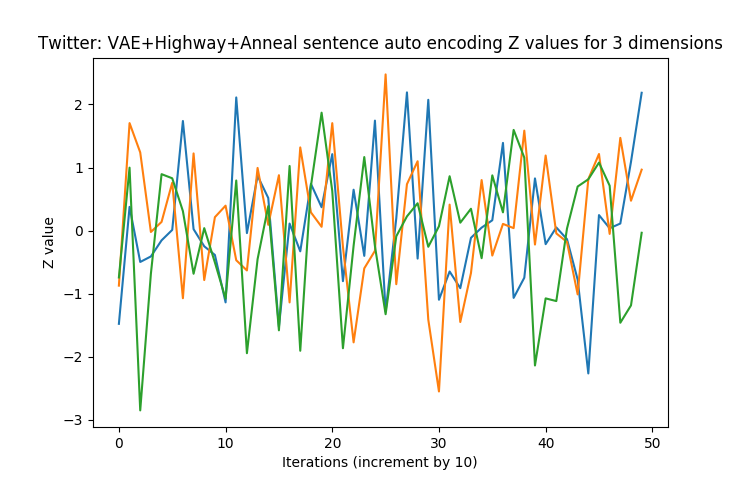 Twitter: VAE+Highway+Anneal sentence auto encoding Z values for 3 dimensions
2
1
0
−1
−2
−3
Z value
0 10 20 30 40 50
Iterations (increment by 10)